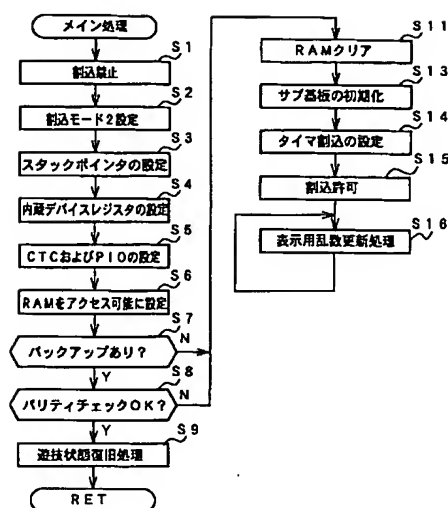 メイン処理
S1
割込禁止
S2
割込モード2設定
S3
スタックポインタの設定
S4
内蔵デバイスレジスタの設定
S5
CTCおよびPIOの設定
S6
RAMをアクセス可能に設定
S7
バックアップあり?
N
Y
S8
パリティチェックOK?
N
Y
S9
遊技状態復旧処理
RET
S11
RAMクリア
S13
サブ基板の初期化
S14
タイマ割込の設定
S15
割込許可
S16
表示用乱数更新処理